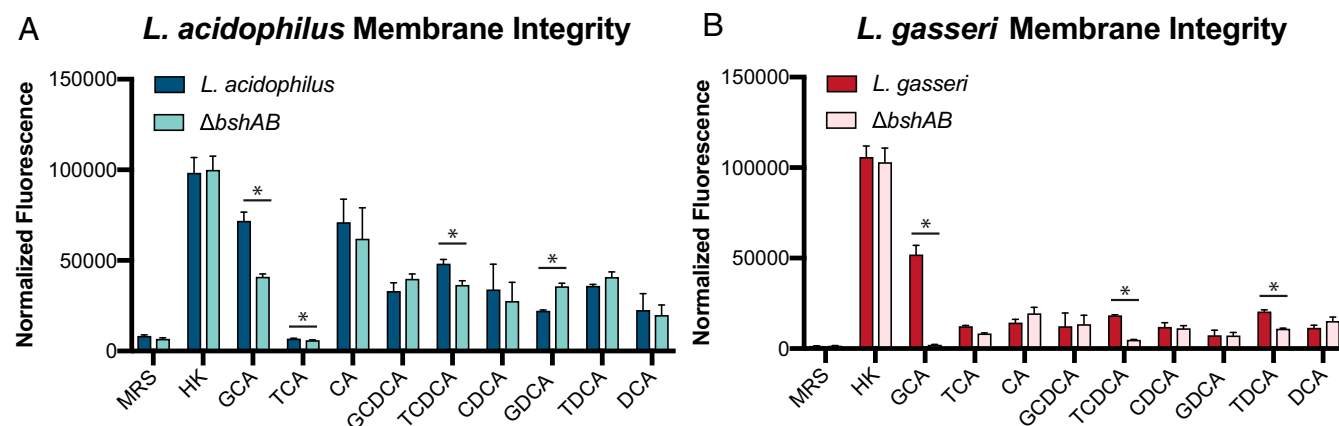 A
L. acidophilus Membrane Integrity
Normalized Fluorescence
150000
100000
50000
0
L. acidophilus
ΔbshAB
*
*
*
*
MRS
HK
GCA
TCA
CA
GCDCA
TCDCA
CDCA
GDCA
TDCA
DCA
B
L. gasseri Membrane Integrity
Normalized Fluorescence
150000
100000
50000
0
L. gasseri
ΔbshAB
*
*
*
MRS
HK
GCA
TCA
CA
GCDCA
TCDCA
CDCA
GDCA
TDCA
DCA